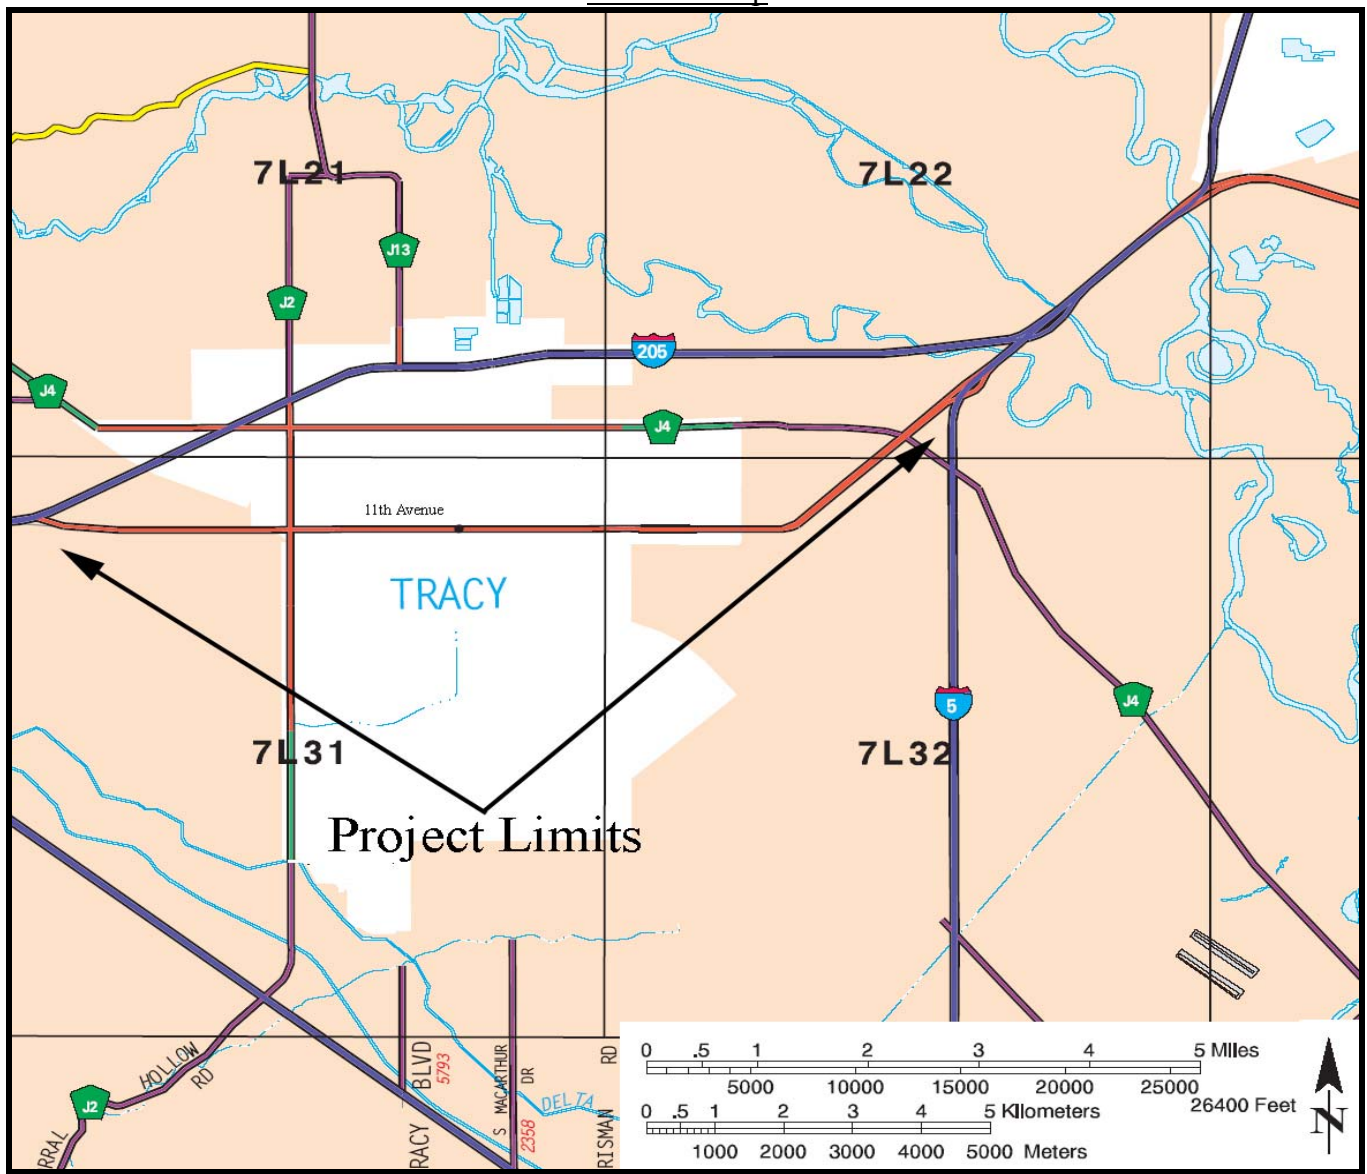 7L21
7L22
J13
J2
205
J4
J4
11th Avenue
TRACY
5
J4
7L31
7L32
Project Limits
HOLLOW
RD
J2
RRAL
RACY BLVD
5793
S MACARTHUR
DR
2358
DELTA
RISMAN
RD
0 .5 1 2 3 4 5 Miles
5000 10000 15000 20000 25000
26400 Feet
0 .5 1 2 3 4 5 Kilometers
1000 2000 3000 4000 5000 Meters
N